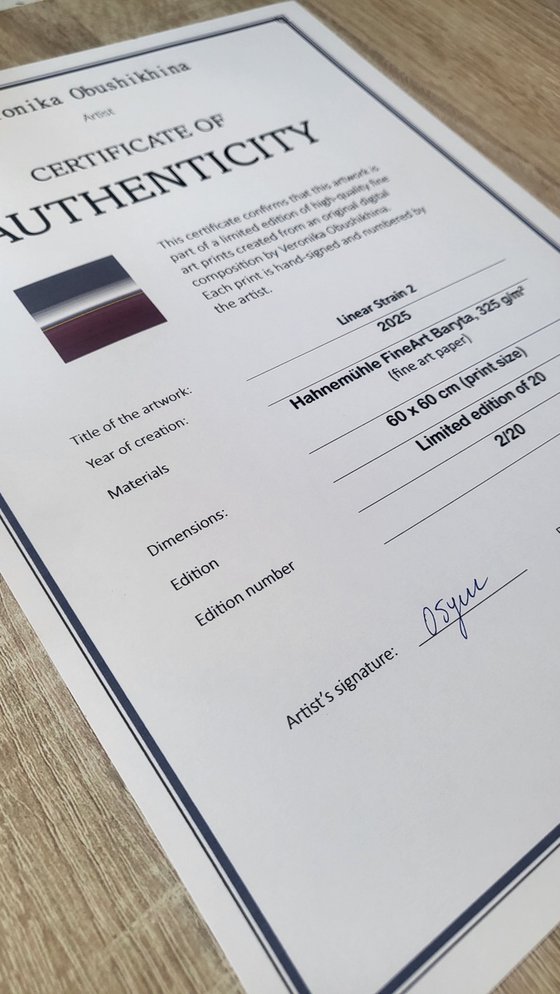 onika Obushikhina
Artist
CERTIFICATE OF
AUTHENTICITY
This certificate confirms that this artwork is
part of a limited edition of high-quality fine
art prints created from an original digital
composition by Veronika Obushikhina.
Each print is hand-signed and numbered by
the artist.
Title of the artwork: Linear Strain 2
Year of creation: 2025
Materials Hahnemühle FineArt Baryta, 325 g/m²
(fine art paper)
Dimensions: 60 x 60 cm (print size)
Edition Limited edition of 20
Edition number 2/20
Artist's signature: